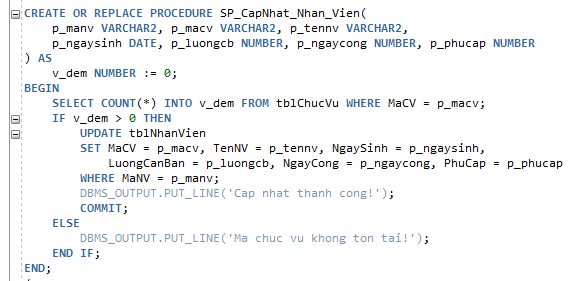 CREATE OR REPLACE PROCEDURE SP_CapNhat_Nhan_Vien(
    p_manv VARCHAR2, p_macv VARCHAR2, p_tennv VARCHAR2,
    p_ngaysinh DATE, p_luongcb NUMBER, p_ngaycong NUMBER, p_phucap NUMBER
) AS
    v_dem NUMBER := 0;
BEGIN
    SELECT COUNT(*) INTO v_dem FROM tblChucVu WHERE MaCV = p_macv;
    IF v_dem > 0 THEN
        UPDATE tblNhanVien
        SET MaCV = p_macv, TenNV = p_tennv, NgaySinh = p_ngaysinh,
            LuongCanBan = p_luongcb, NgayCong = p_ngaycong, PhuCap = p_phucap
        WHERE MaNV = p_manv;
        DBMS_OUTPUT.PUT_LINE('Cap nhat thanh cong!');
        COMMIT;
    ELSE
        DBMS_OUTPUT.PUT_LINE('Ma chuc vu khong ton tai!');
    END IF;
END;